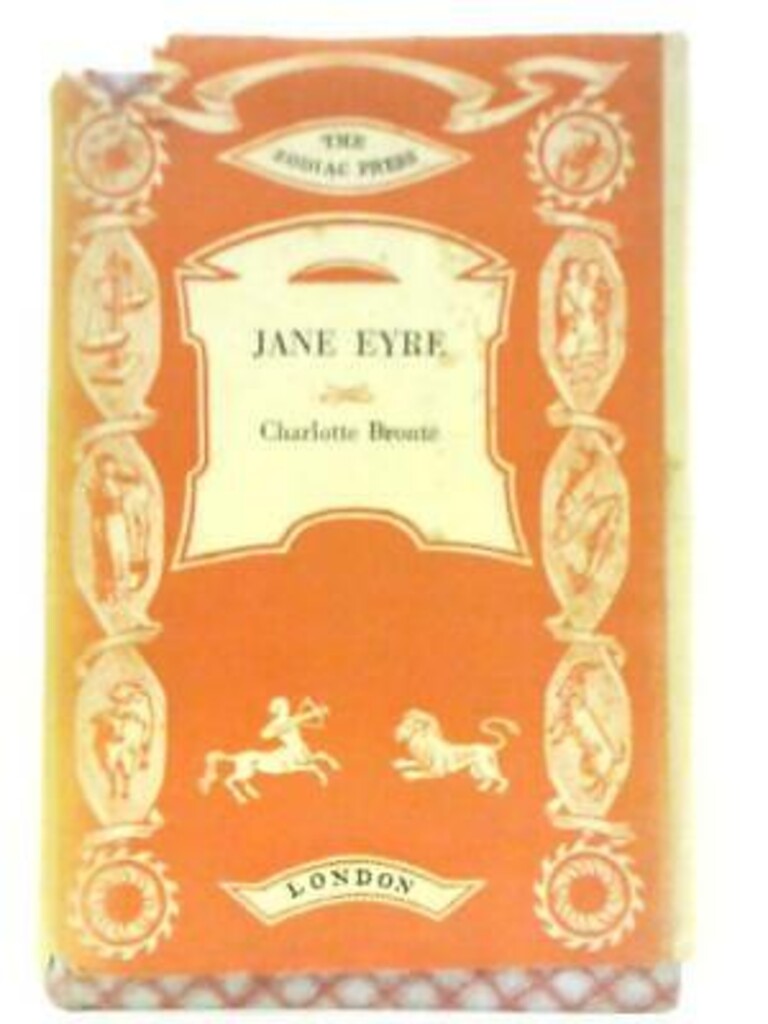 THE
ZODIAC PRESS
JANE EYRE
Charlotte Brontë
LONDON